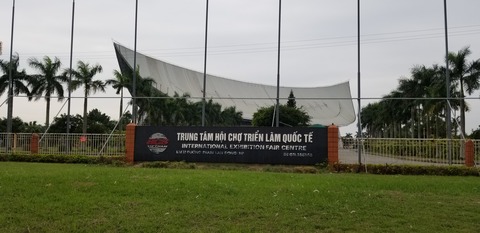 TRUNG TÂM HỘI CHỢ TRIỂN LÃM QUỐC TẾ
INTERNATIONAL EXHIBITION FAIR CENTRE